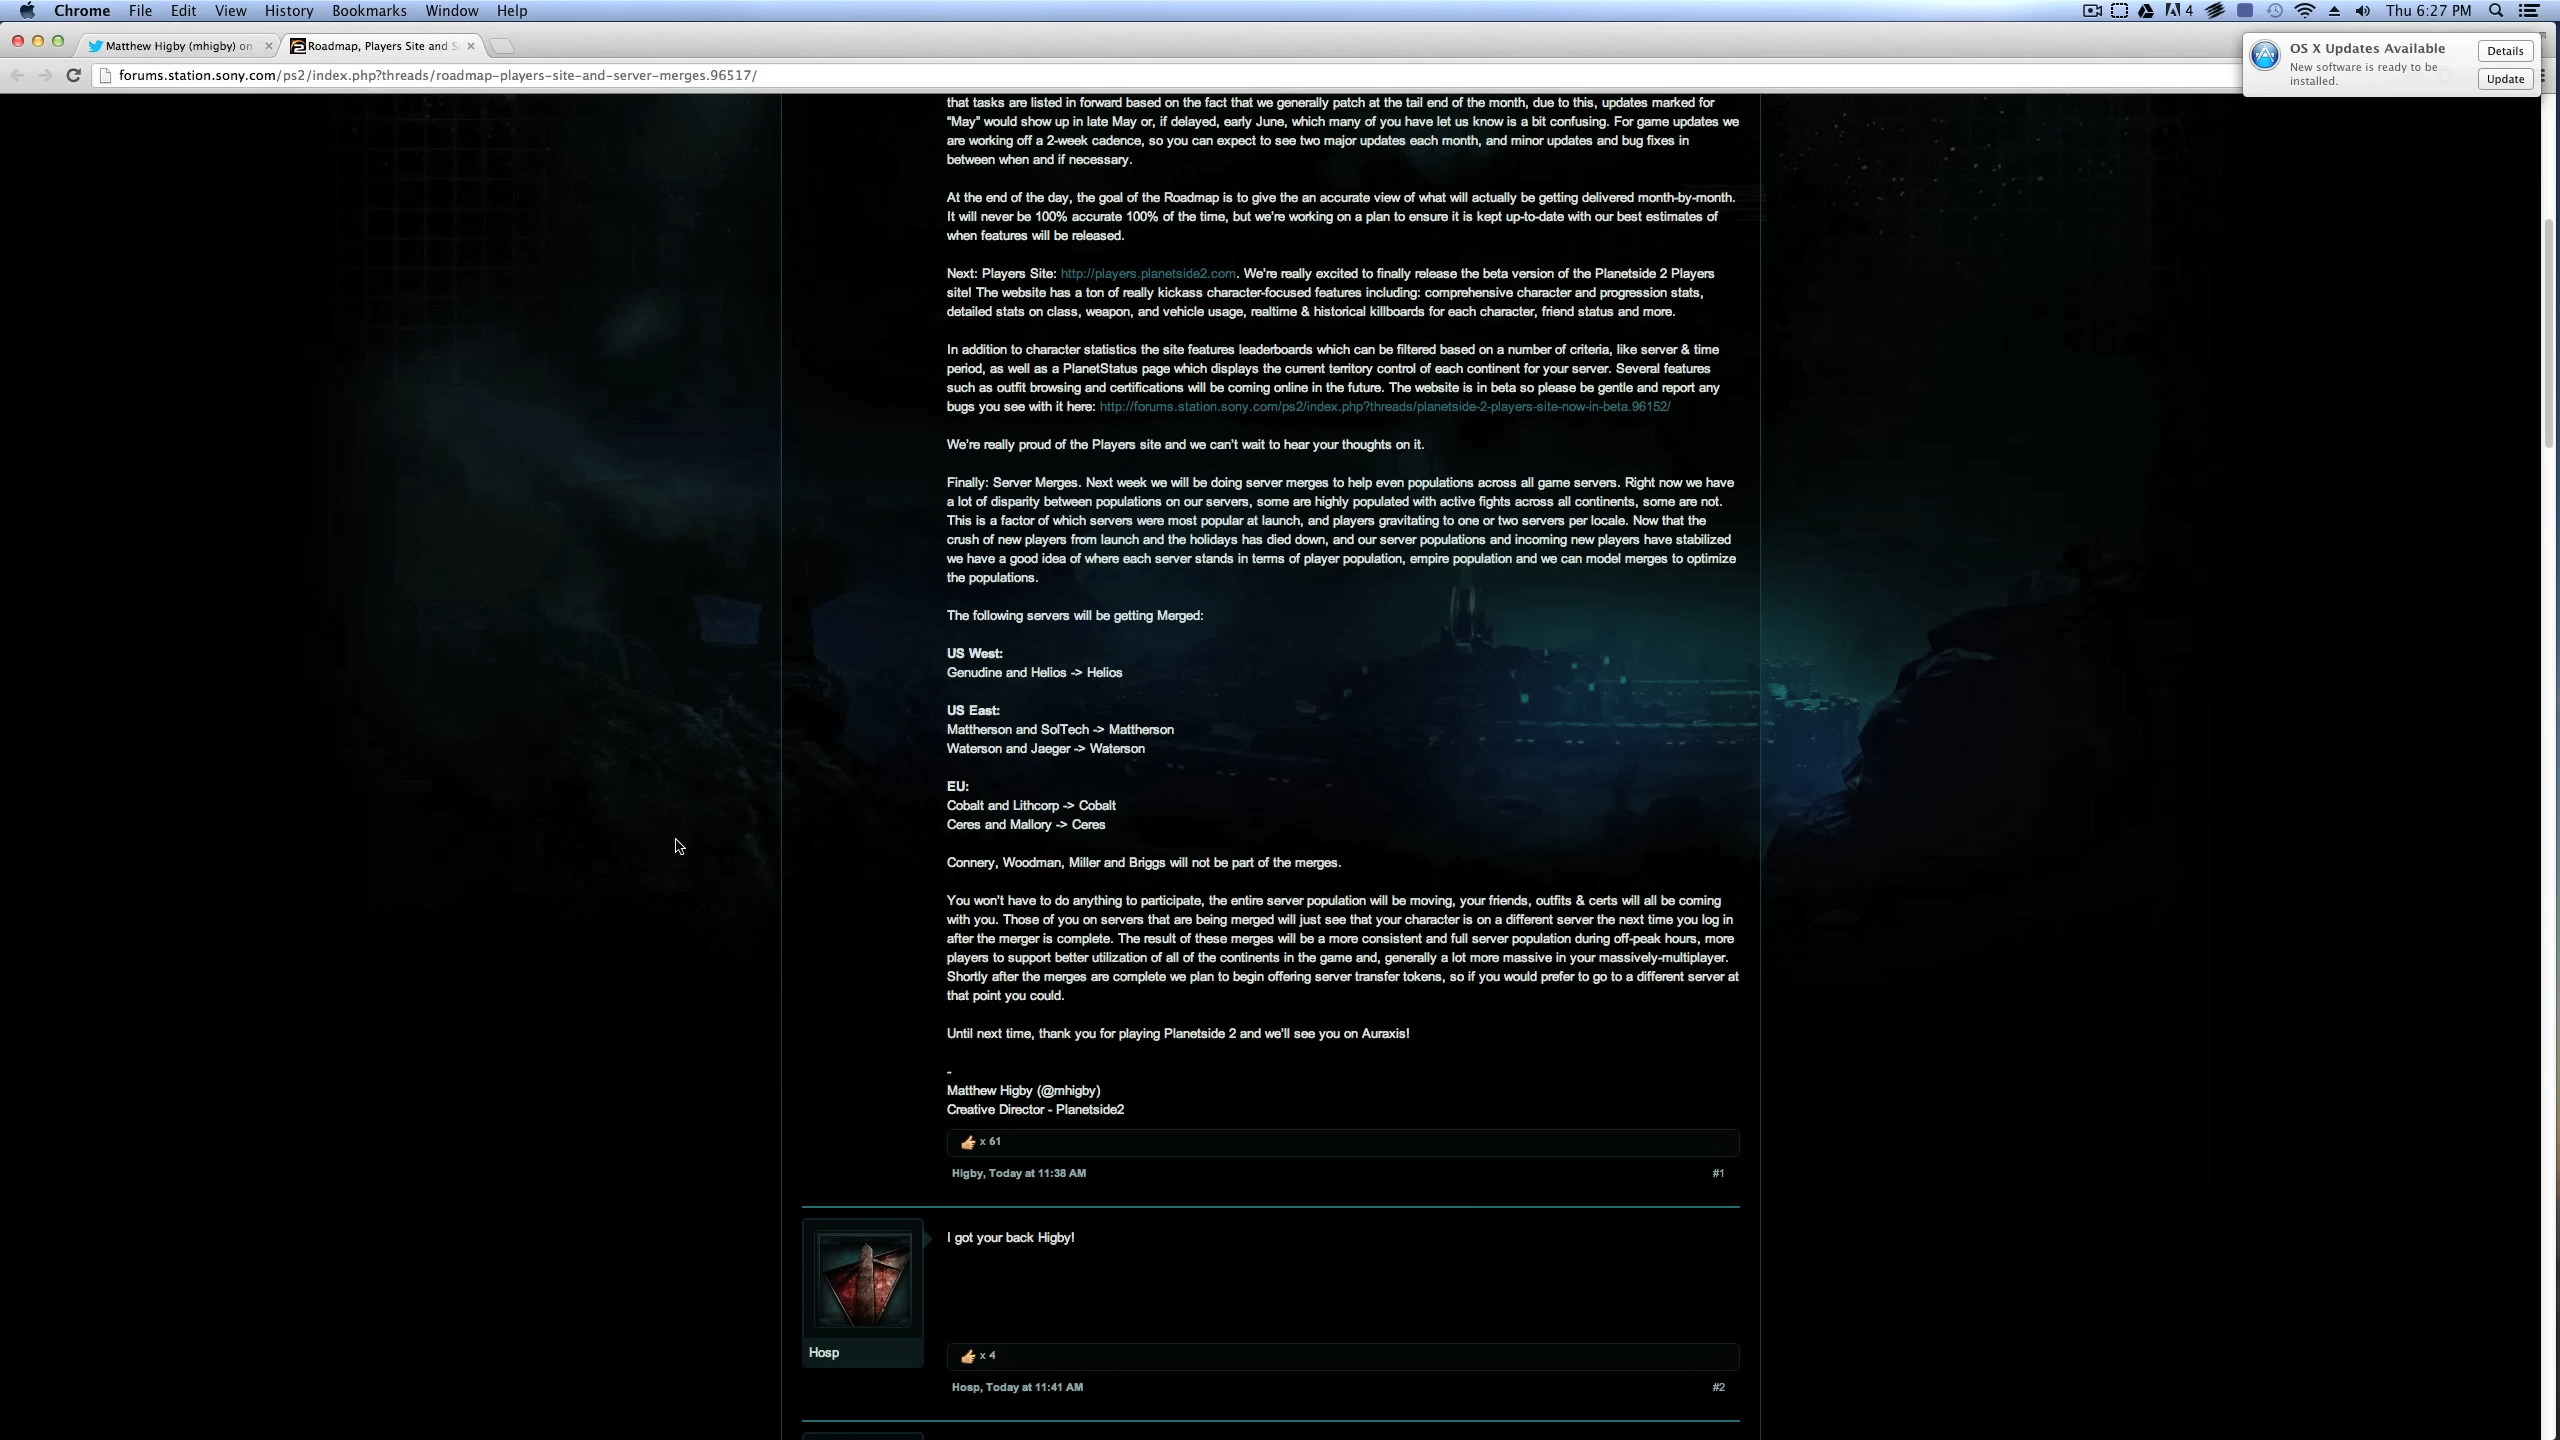 Chrome File Edit View History Bookmarks Window Help
4 Thu 6:27 PM
Matthew Higby (mhigby) on
Roadmap, Players Site and S
forums.station.sony.com/ps2/index.php?threads/roadmap-players-site-and-server-merges.96517/
OS X Updates Available
New software is ready to be
installed.
Details
Update
that tasks are listed in forward based on the fact that we generally patch at the tail end of the month, due to this, updates marked for
“May” would show up in late May or, if delayed, early June, which many of you have let us know is a bit confusing. For game updates we
are working off a 2-week cadence, so you can expect to see two major updates each month, and minor updates and bug fixes in
between when and if necessary.
At the end of the day, the goal of the Roadmap is to give the an accurate view of what will actually be getting delivered month-by-month.
It will never be 100% accurate 100% of the time, but we’re working on a plan to ensure it is kept up-to-date with our best estimates of
when features will be released.
Next: Players Site: http://players.planetside2.com. We’re really excited to finally release the beta version of the Planetside 2 Players
site! The website has a ton of really kickass character-focused features including: comprehensive character and progression stats,
detailed stats on class, weapon, and vehicle usage, realtime & historical killboards for each character, friend status and more.
In addition to character statistics the site features leaderboards which can be filtered based on a number of criteria, like server & time
period, as well as a PlanetStatus page which displays the current territory control of each continent for your server. Several features
such as outfit browsing and certifications will be coming online in the future. The website is in beta so please be gentle and report any
bugs you see with it here: http://forums.station.sony.com/ps2/index.php?threads/planetside-2-players-site-now-in-beta.96152/
We’re really proud of the Players site and we can’t wait to hear your thoughts on it.
Finally: Server Merges. Next week we will be doing server merges to help even populations across all game servers. Right now we have
a lot of disparity between populations on our servers, some are highly populated with active fights across all continents, some are not.
This is a factor of which servers were most popular at launch, and players gravitating to one or two servers per locale. Now that the
crush of new players from launch and the holidays has died down, and our server populations and incoming new players have stabilized
we have a good idea of where each server stands in terms of player population, empire population and we can model merges to optimize
the populations.
The following servers will be getting Merged:
US West:
Genudine and Helios -> Helios
US East:
Mattherson and SolTech -> Mattherson
Waterson and Jaeger -> Waterson
EU:
Cobalt and Lithcorp -> Cobalt
Ceres and Mallory -> Ceres
Connery, Woodman, Miller and Briggs will not be part of the merges.
You won’t have to do anything to participate, the entire server population will be moving, your friends, outfits & certs will all be coming
with you. Those of you on servers that are being merged will just see that your character is on a different server the next time you log in
after the merger is complete. The result of these merges will be a more consistent and full server population during off-peak hours, more
players to support better utilization of all of the continents in the game and, generally a lot more massive in your massively-multiplayer.
Shortly after the merges are complete we plan to begin offering server transfer tokens, so if you would prefer to go to a different server at
that point you could.
Until next time, thank you for playing Planetside 2 and we’ll see you on Auraxis!
-
Matthew Higby (@mhigby)
Creative Director - Planetside2
x 61
Higby, Today at 11:38 AM #1
I got your back Higby!
Hosp
x 4
Hosp, Today at 11:41 AM #2